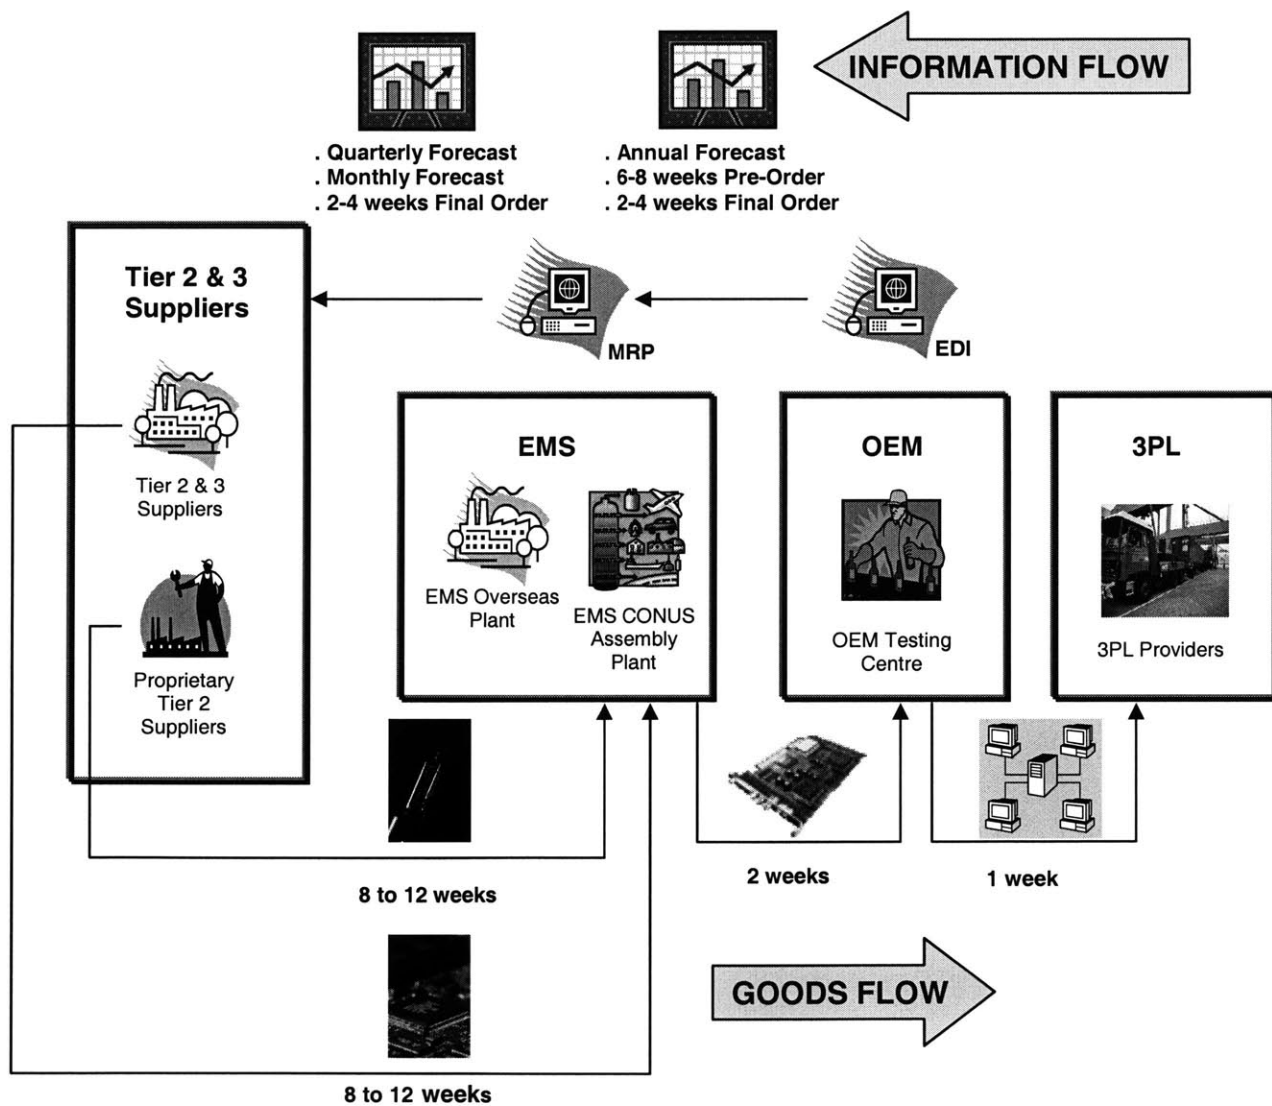 INFORMATION FLOW
. Quarterly Forecast
. Monthly Forecast
. 2-4 weeks Final Order
. Annual Forecast
. 6-8 weeks Pre-Order
. 2-4 weeks Final Order
Tier 2 & 3
Suppliers
MRP
EDI
Tier 2 & 3
Suppliers
Proprietary
Tier 2
Suppliers
EMS
EMS Overseas
Plant
EMS CONUS
Assembly
Plant
OEM
OEM Testing
Centre
3PL
3PL Providers
8 to 12 weeks
2 weeks
1 week
GOODS FLOW
8 to 12 weeks